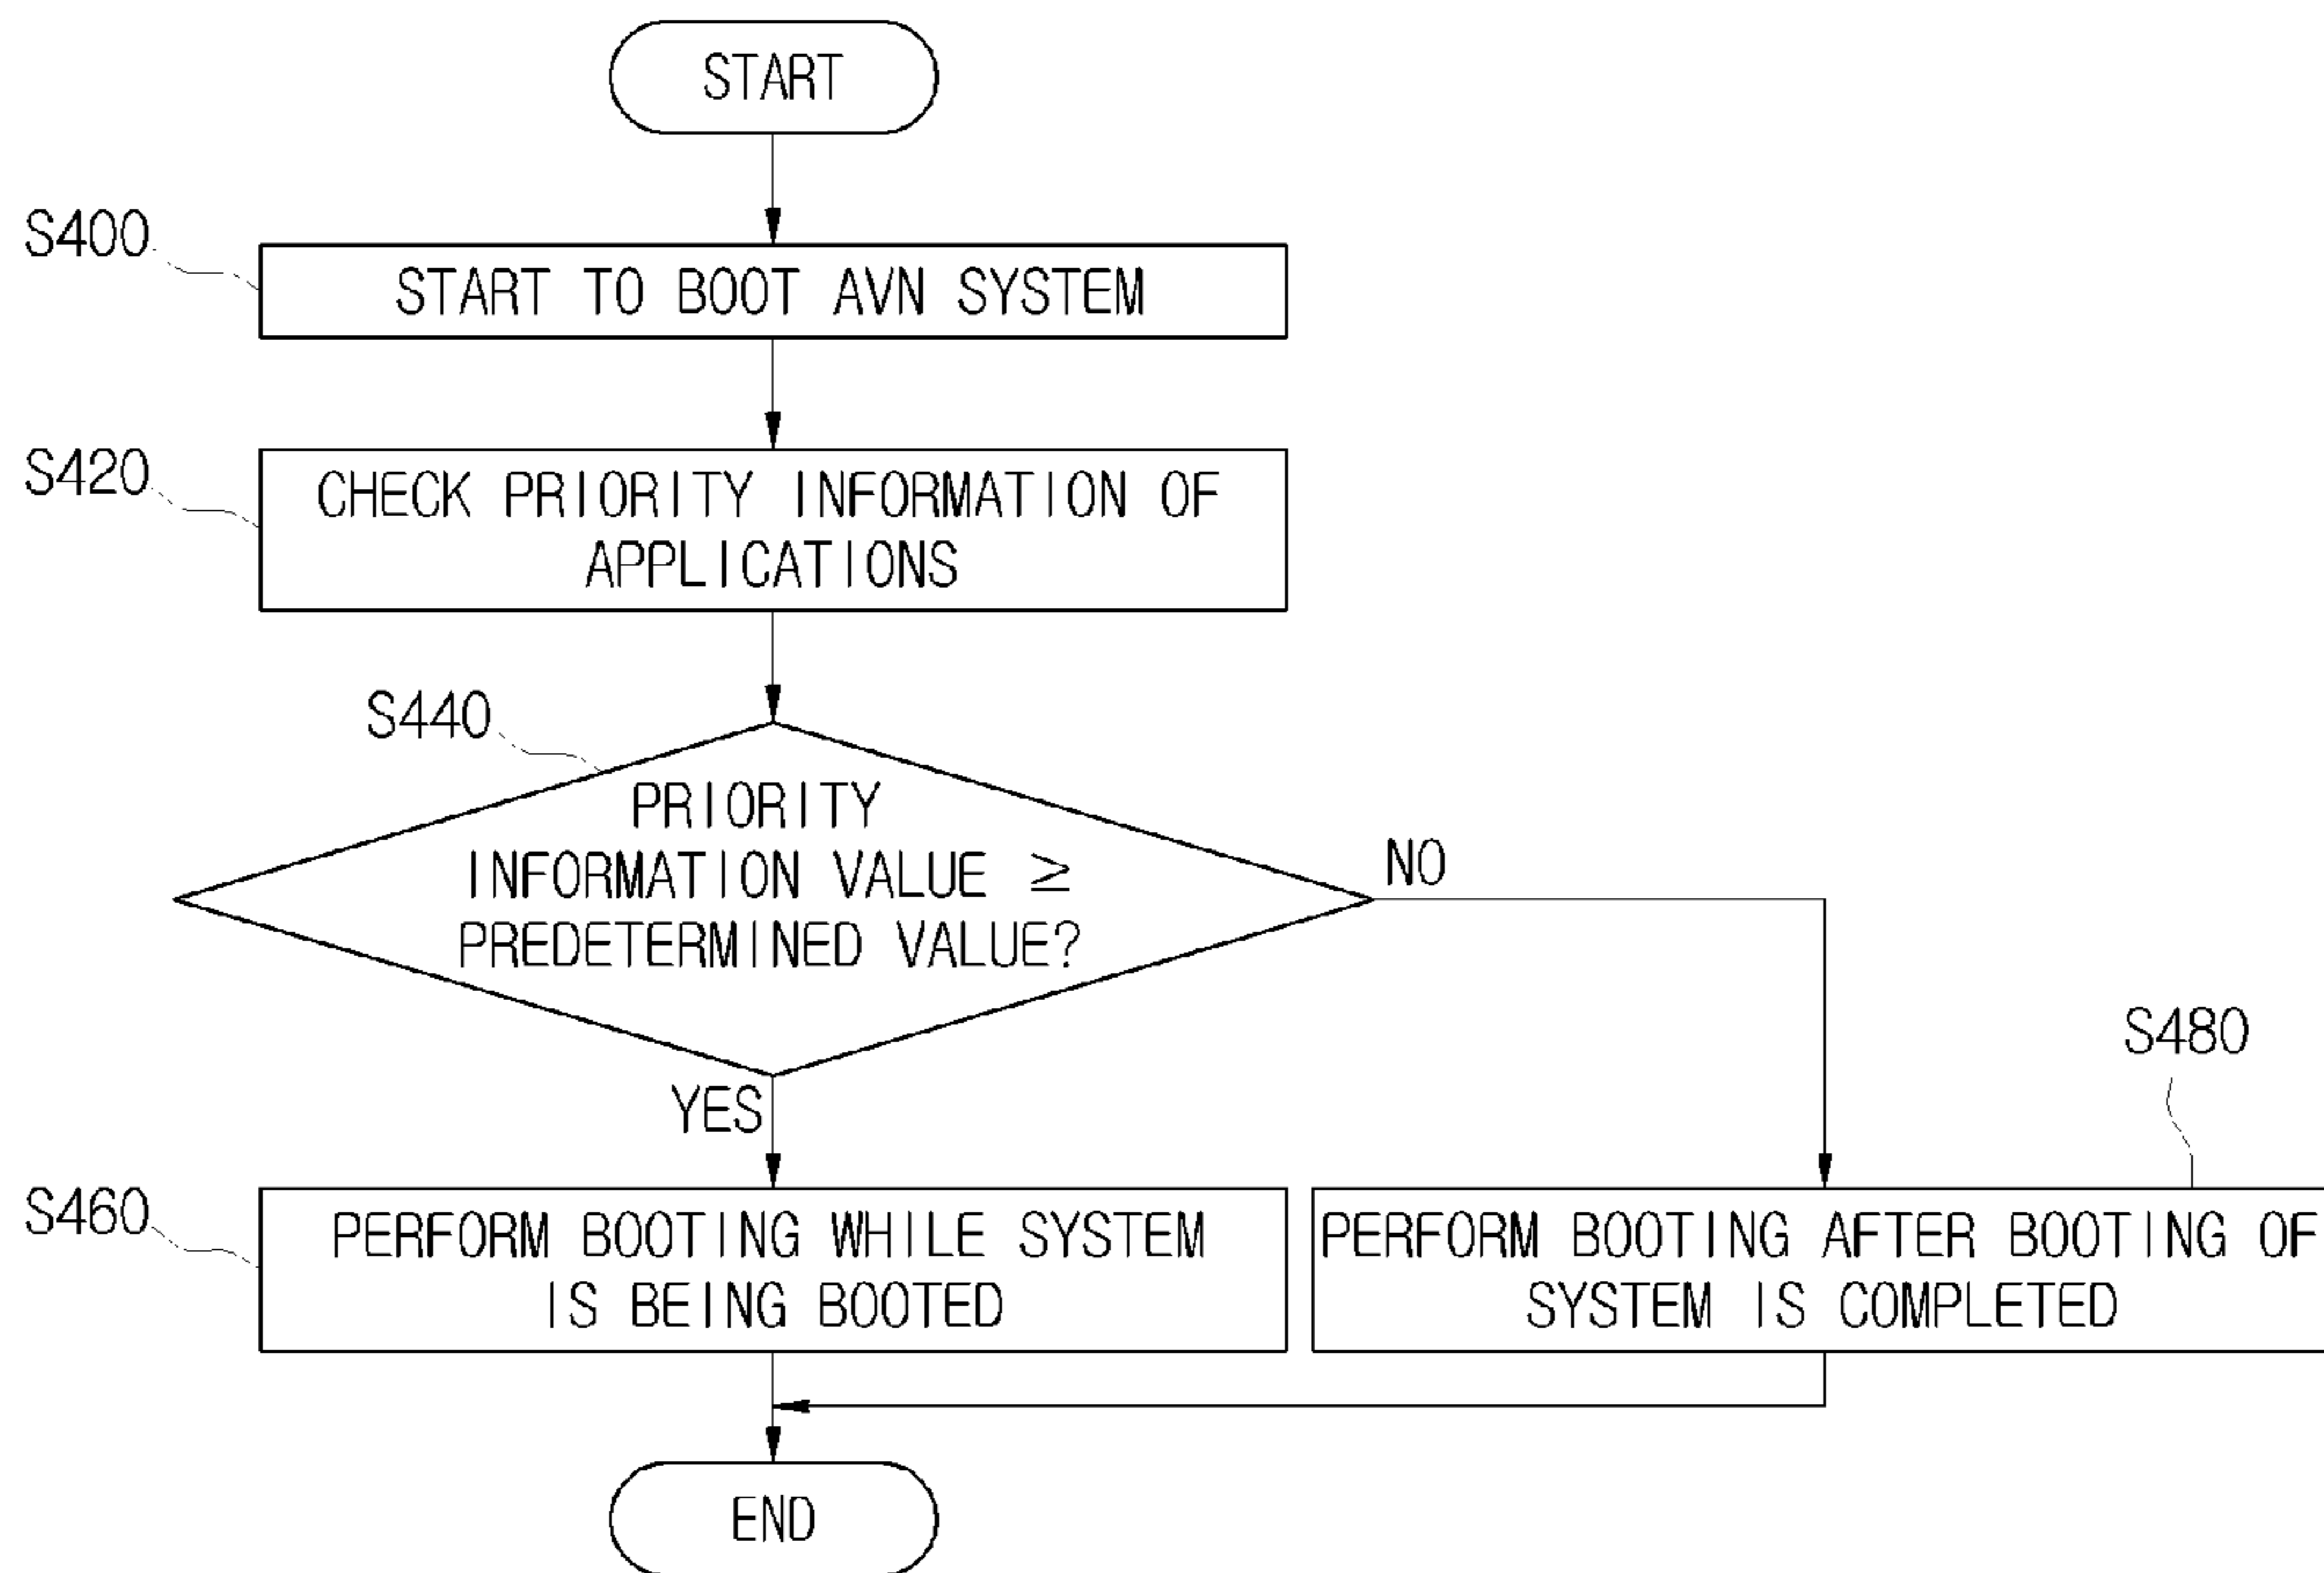 START
S400
START TO BOOT AVN SYSTEM
S420
CHECK PRIORITY INFORMATION OF
APPLICATIONS
S440
PRIORITY
INFORMATION VALUE ≥
PREDETERMINED VALUE?
NO
YES
S460
PERFORM BOOTING WHILE SYSTEM
IS BEING BOOTED
S480
PERFORM BOOTING AFTER BOOTING OF
SYSTEM IS COMPLETED
END